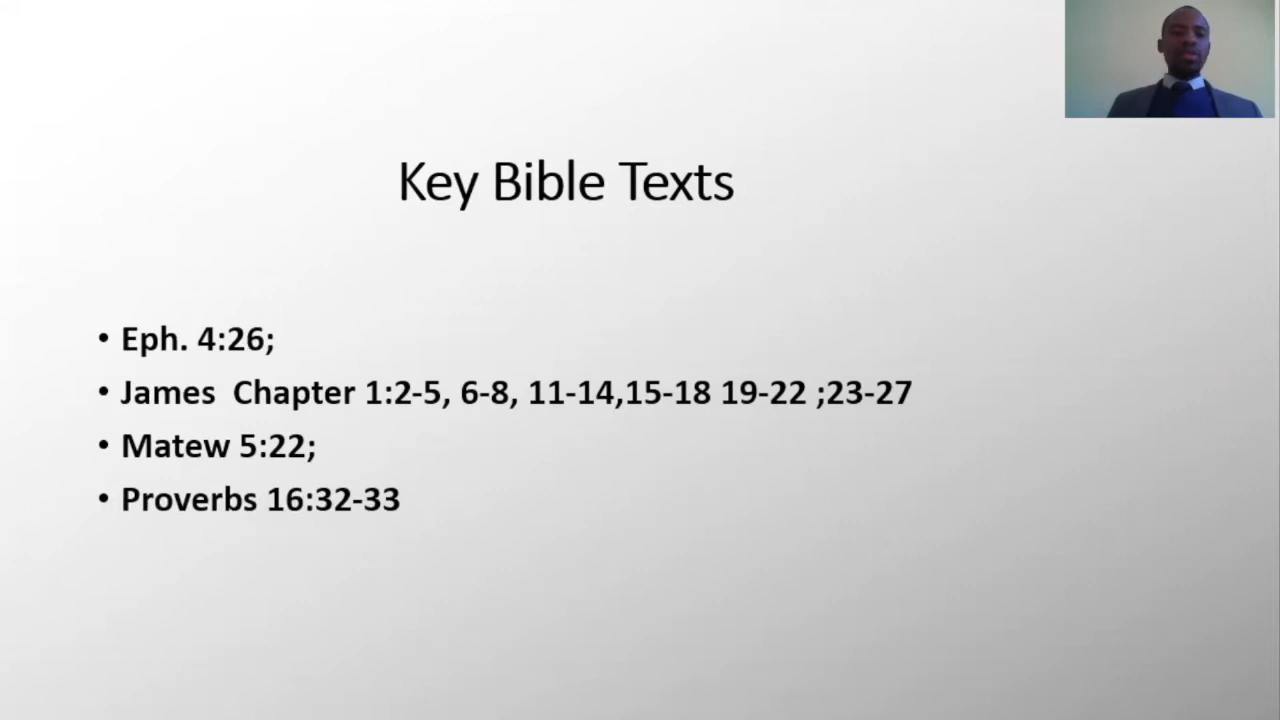 Key Bible Texts
• Eph. 4:26;
• James  Chapter 1:2-5, 6-8, 11-14,15-18 19-22 ;23-27
• Matew 5:22;
• Proverbs 16:32-33